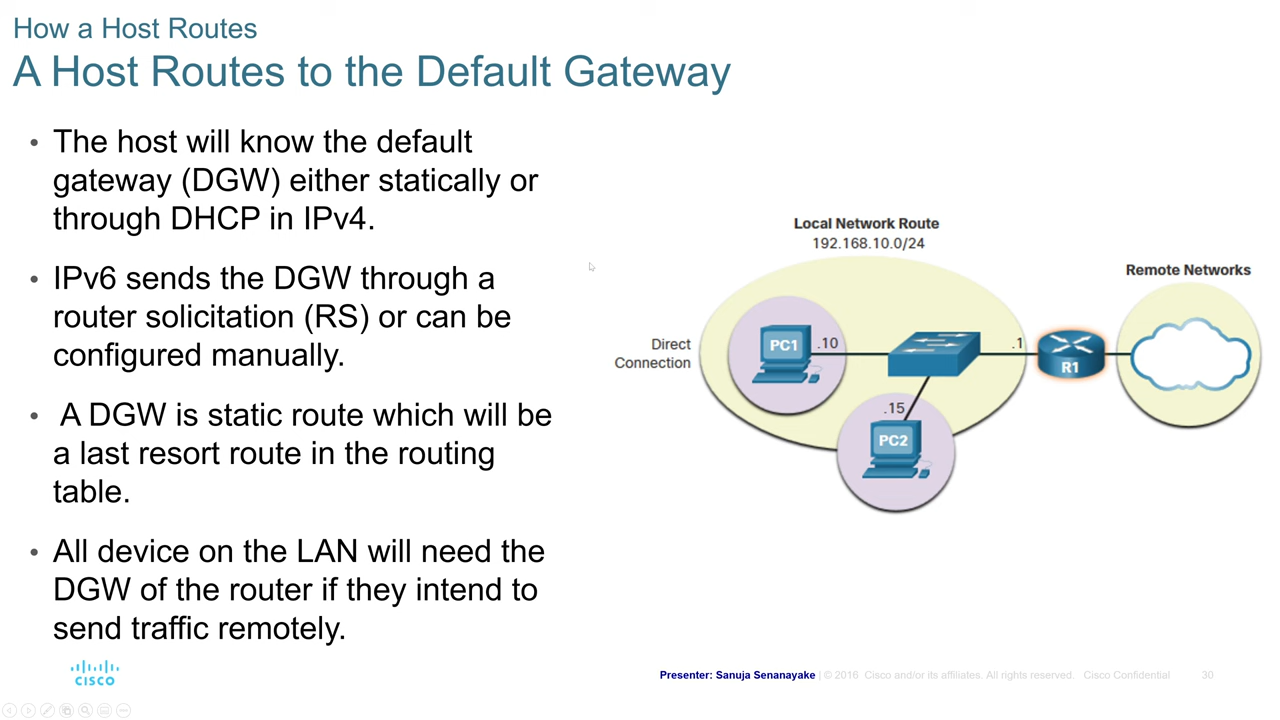 How a Host Routes
A Host Routes to the Default Gateway
• The host will know the default
gateway (DGW) either statically or
through DHCP in IPv4.
• IPv6 sends the DGW through a
router solicitation (RS) or can be
configured manually.
• A DGW is static route which will be
a last resort route in the routing
table.
• All device on the LAN will need the
DGW of the router if they intend to
send traffic remotely.
Local Network Route
192.168.10.0/24
Remote Networks
Direct
Connection
PC1
.10
.1
R1
.15
PC2
CISCO
Presenter: Sanuja Senanayake | © 2016 Cisco and/or its affiliates. All rights reserved. Cisco Confidential 30